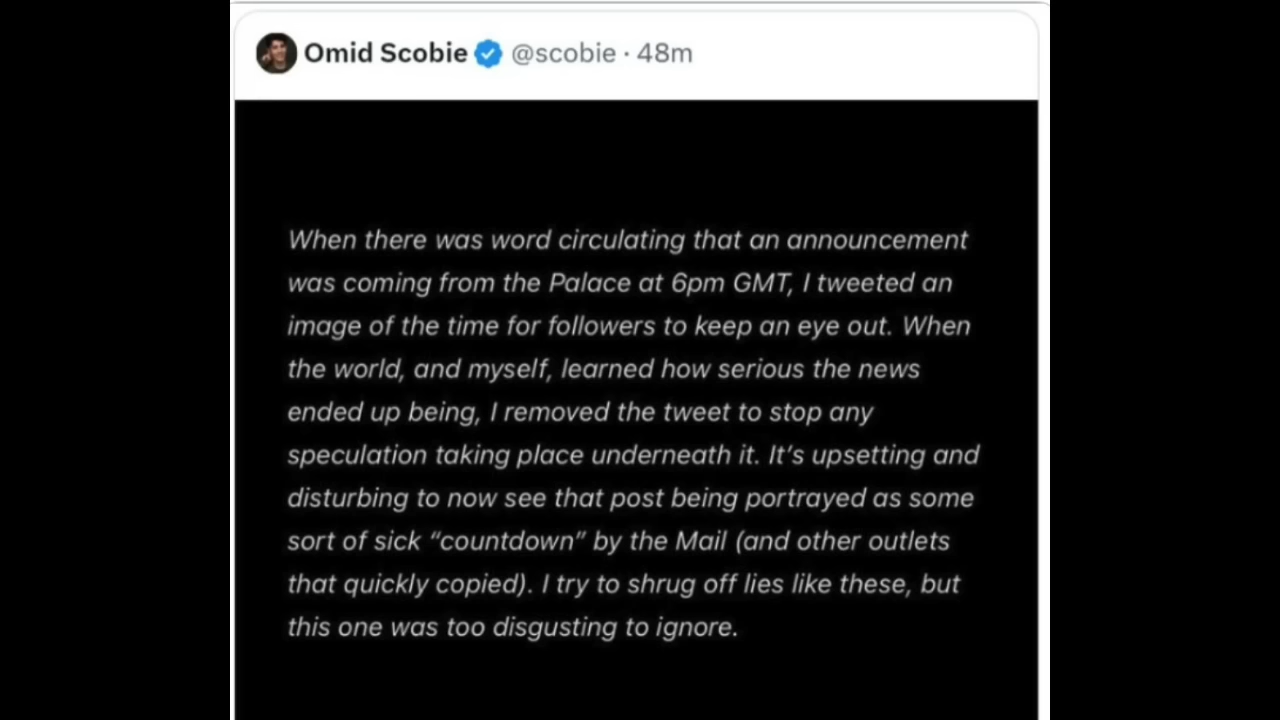 Omid Scobie @scobie · 48m
When there was word circulating that an announcement
was coming from the Palace at 6pm GMT, I tweeted an
image of the time for followers to keep an eye out. When
the world, and myself, learned how serious the news
ended up being, I removed the tweet to stop any
speculation taking place underneath it. It’s upsetting and
disturbing to now see that post being portrayed as some
sort of sick “countdown” by the Mail (and other outlets
that quickly copied). I try to shrug off lies like these, but
this one was too disgusting to ignore.